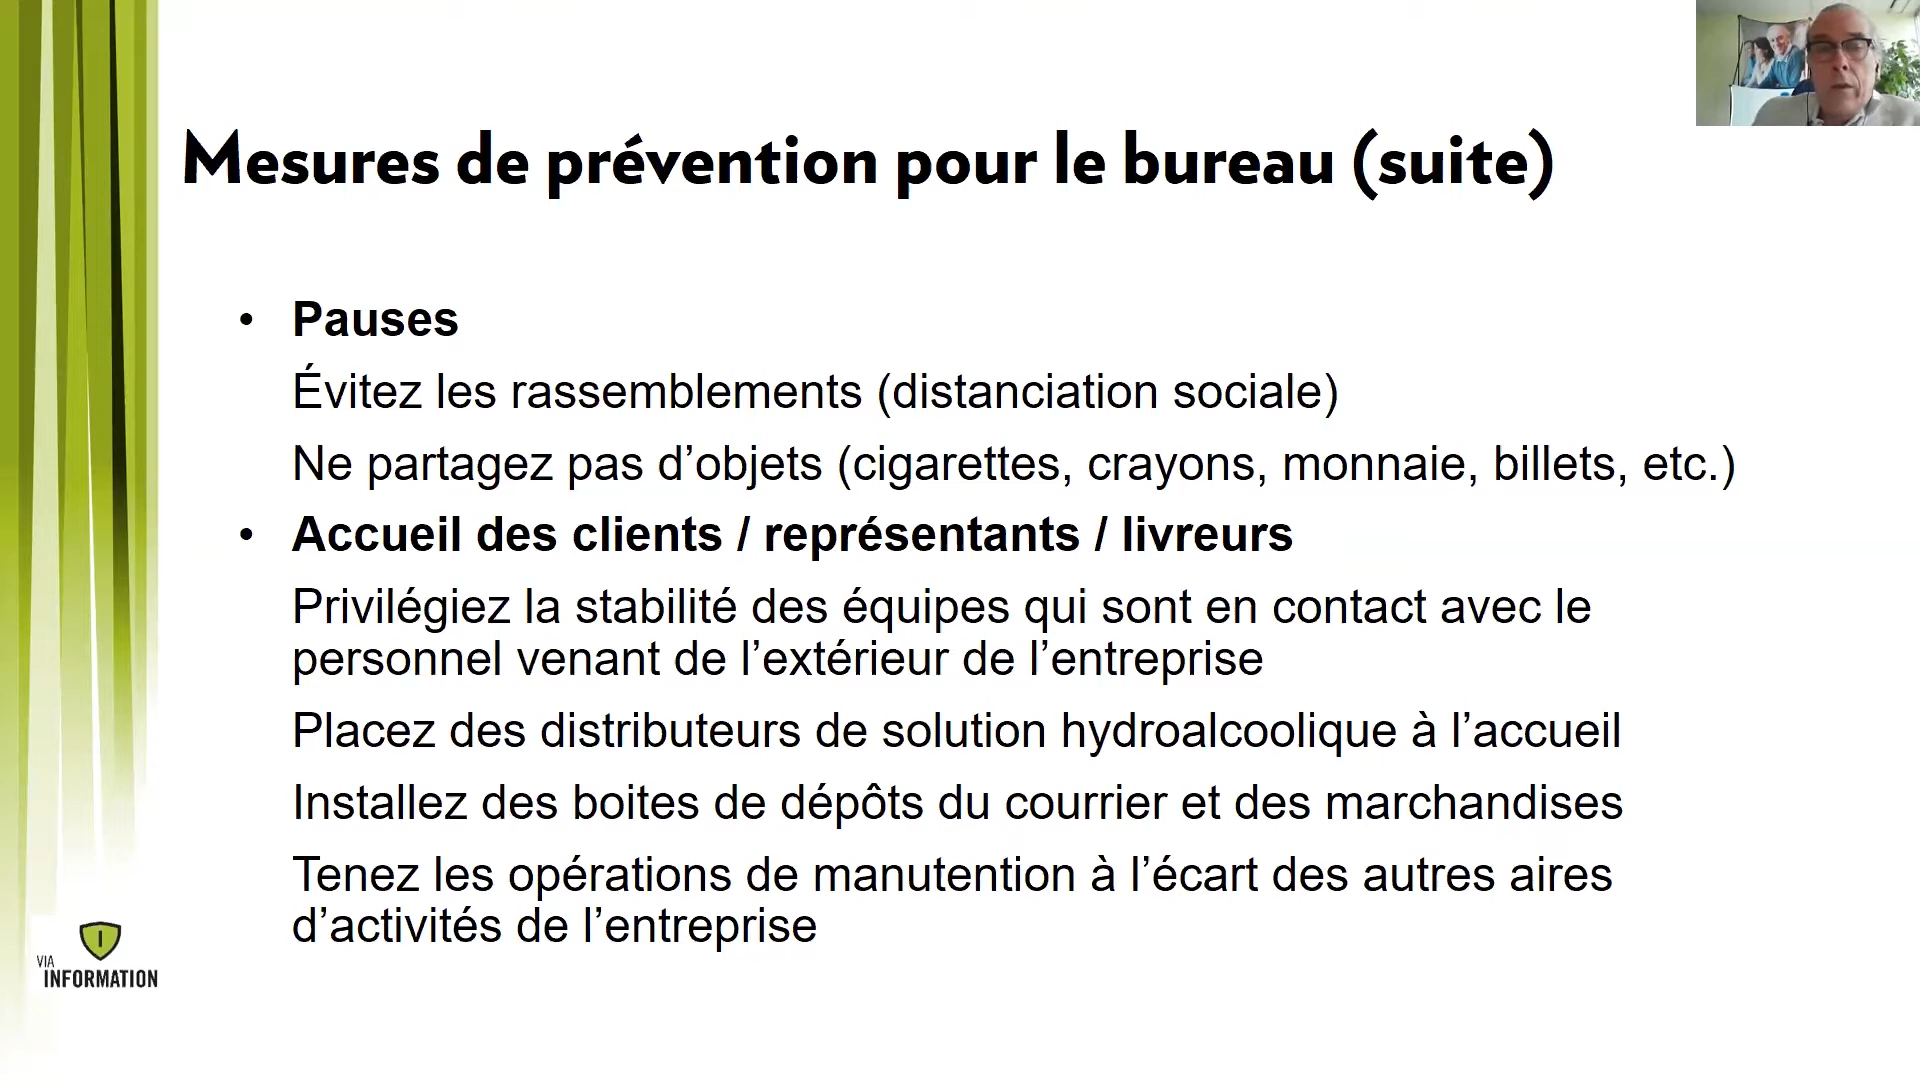 Mesures de prévention pour le bureau (suite)
• Pauses
Évitez les rassemblements (distanciation sociale)
Ne partagez pas d’objets (cigarettes, crayons, monnaie, billets, etc.)
• Accueil des clients / représentants / livreurs
Privilégiez la stabilité des équipes qui sont en contact avec le
personnel venant de l’extérieur de l’entreprise
Placez des distributeurs de solution hydroalcoolique à l’accueil
Installez des boites de dépôts du courrier et des marchandises
Tenez les opérations de manutention à l’écart des autres aires
d’activités de l’entreprise
I
VIA
INFORMATION